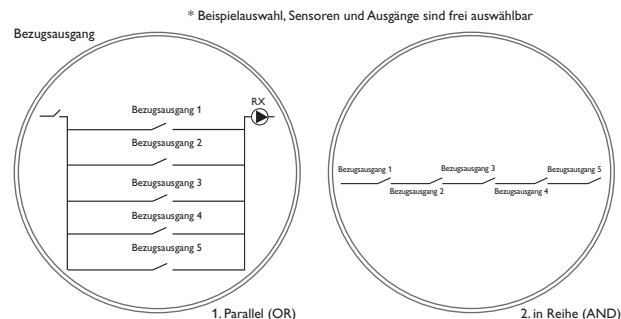 * Beispielauswahl, Sensoren und Ausgänge sind frei auswählbar
Bezugsausgang
RX
Bezugsausgang 1
Bezugsausgang 2
Bezugsausgang 3
Bezugsausgang 4
Bezugsausgang 5
1. Parallel (OR)
Bezugsausgang 1
Bezugsausgang 2
Bezugsausgang 3
Bezugsausgang 4
Bezugsausgang 5
2. in Reihe (AND)